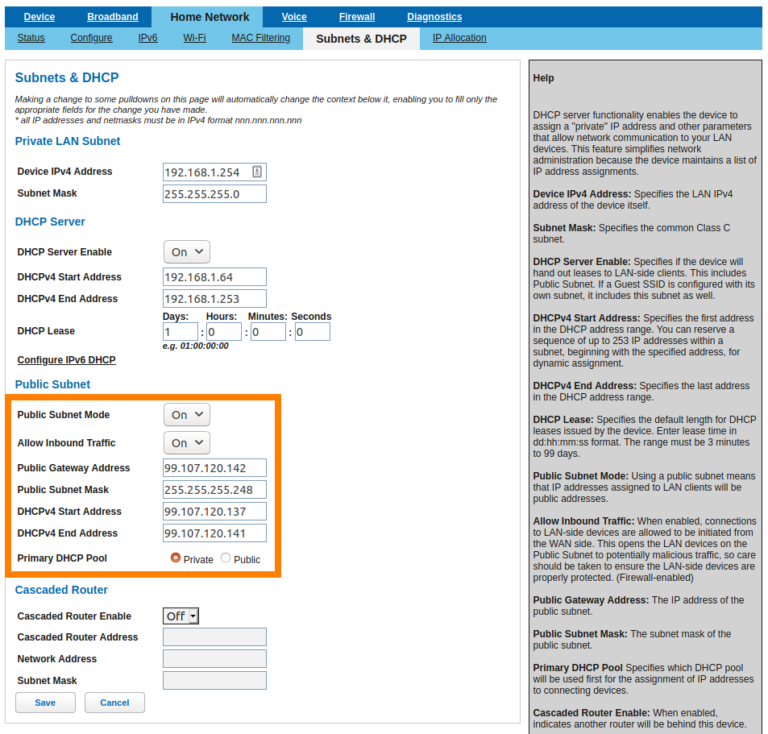 Device Broadband Home Network Voice Firewall Diagnostics
Status Configure IPv6 Wi-Fi MAC Filtering Subnets & DHCP IP Allocation
Subnets & DHCP
Making a change to some pulldowns on this page will automatically change the context below it, enabling you to fill only the
appropriate fields for the change you have made.
* all IP addresses and netmasks must be in IPv4 format nnn.nnn.nnn.nnn
Private LAN Subnet
Device IPv4 Address 192.168.1.254
Subnet Mask 255.255.255.0
DHCP Server
DHCP Server Enable On
DHCPv4 Start Address 192.168.1.64
DHCPv4 End Address 192.168.1.253
Days: Hours: Minutes: Seconds
DHCP Lease 1 : 0 : 0 : 0
e.g. 01:00:00:00
Configure IPv6 DHCP
Public Subnet
Public Subnet Mode On
Allow Inbound Traffic On
Public Gateway Address 99.107.120.142
Public Subnet Mask 255.255.255.248
DHCPv4 Start Address 99.107.120.137
DHCPv4 End Address 99.107.120.141
Primary DHCP Pool Private Public
Cascaded Router
Cascaded Router Enable Off
Cascaded Router Address
Network Address
Subnet Mask
Save Cancel
Help
DHCP server functionality enables the device to
assign a "private" IP address and other parameters
that allow network communication to your LAN
devices. This feature simplifies network
administration because the device maintains a list of
IP address assignments.
Device IPv4 Address: Specifies the LAN IPv4
address of the device itself.
Subnet Mask: Specifies the common Class C
subnet.
DHCP Server Enable: Specifies if the device will
hand out leases to LAN-side clients. This includes
Public Subnet. If a Guest SSID is configured with its
own subnet, it includes this subnet as well.
DHCPv4 Start Address: Specifies the first address
in the DHCP address range. You can reserve a
sequence of up to 253 IP addresses within a
subnet, beginning with the specified address, for
dynamic assignment.
DHCPv4 End Address: Specifies the last address
in the DHCP address range.
DHCP Lease: Specifies the default length for DHCP
leases issued by the device. Enter lease time in
dd:hh:mm:ss format. The range must be 3 minutes
to 99 days.
Public Subnet Mode: Using a public subnet means
that IP addresses assigned to LAN clients will be
public addresses.
Allow Inbound Traffic: When enabled, connections
to LAN-side devices are allowed to be initiated from
the WAN side. This opens the LAN devices on the
Public Subnet to potentially malicious traffic, so care
should be taken to ensure the LAN-side devices are
properly protected. (Firewall-enabled)
Public Gateway Address: The IP address of the
public subnet.
Public Subnet Mask: The subnet mask of the
public subnet.
Primary DHCP Pool Specifies which DHCP pool
will be used first for the assignment of IP addresses
to connecting devices.
Cascaded Router Enable: When enabled,
indicates another router will be behind this device.